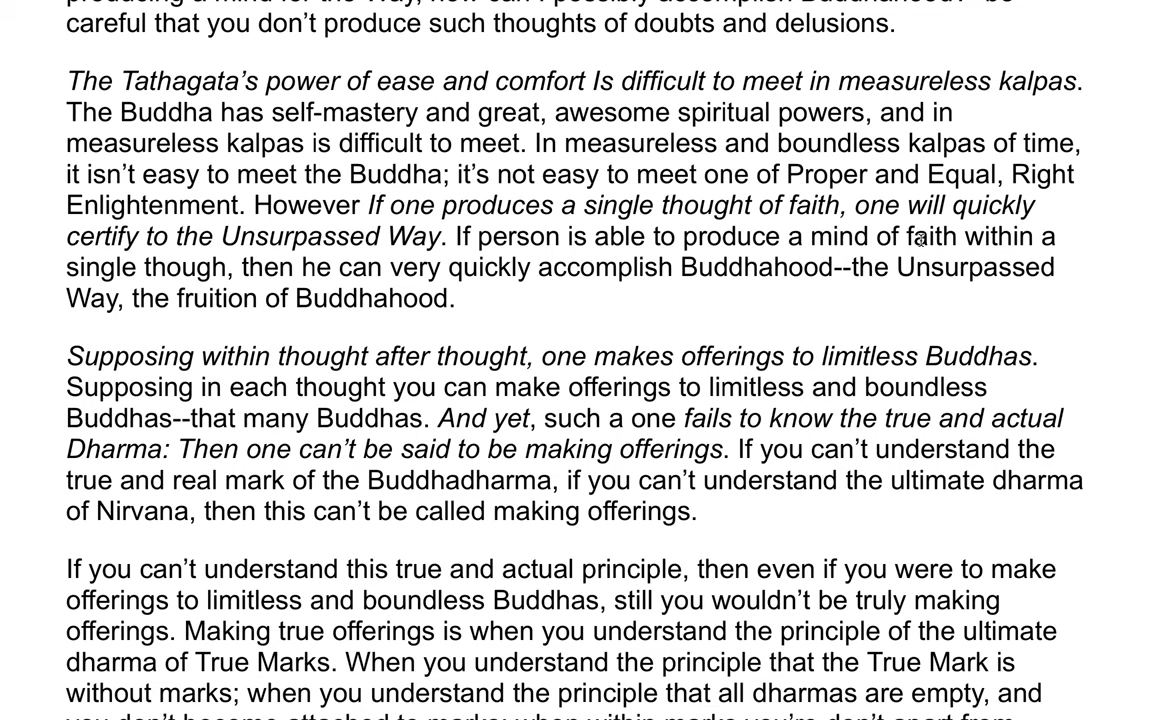 careful that you don't produce such thoughts of doubts and delusions.
The Tathagata's power of ease and comfort Is difficult to meet in measureless kalpas.
The Buddha has self-mastery and great, awesome spiritual powers, and in
measureless kalpas is difficult to meet. In measureless and boundless kalpas of time,
it isn't easy to meet the Buddha; it's not easy to meet one of Proper and Equal, Right
Enlightenment. However If one produces a single thought of faith, one will quickly
certify to the Unsurpassed Way. If person is able to produce a mind of faith within a
single though, then he can very quickly accomplish Buddhahood--the Unsurpassed
Way, the fruition of Buddhahood.
Supposing within thought after thought, one makes offerings to limitless Buddhas.
Supposing in each thought you can make offerings to limitless and boundless
Buddhas--that many Buddhas. And yet, such a one fails to know the true and actual
Dharma: Then one can't be said to be making offerings. If you can't understand the
true and real mark of the Buddhadharma, if you can't understand the ultimate dharma
of Nirvana, then this can't be called making offerings.
If you can't understand this true and actual principle, then even if you were to make
offerings to limitless and boundless Buddhas, still you wouldn't be truly making
offerings. Making true offerings is when you understand the principle of the ultimate
dharma of True Marks. When you understand the principle that the True Mark is
without marks; when you understand the principle that all dharmas are empty, and